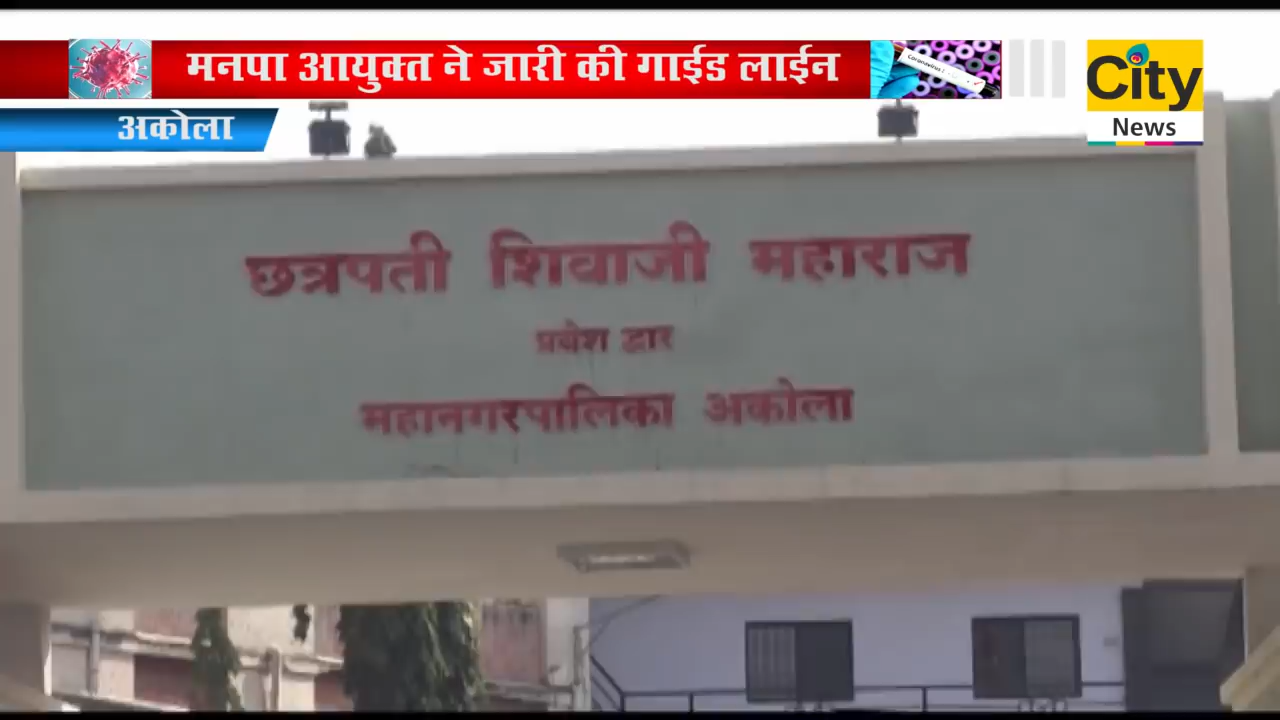 मनपा आयुक्त ने जारी की गाईड लाईन
City
News
अकोला
छत्रपती शिवाजी महाराज
प्रवेश द्वार
महानगरपालिका अकोला